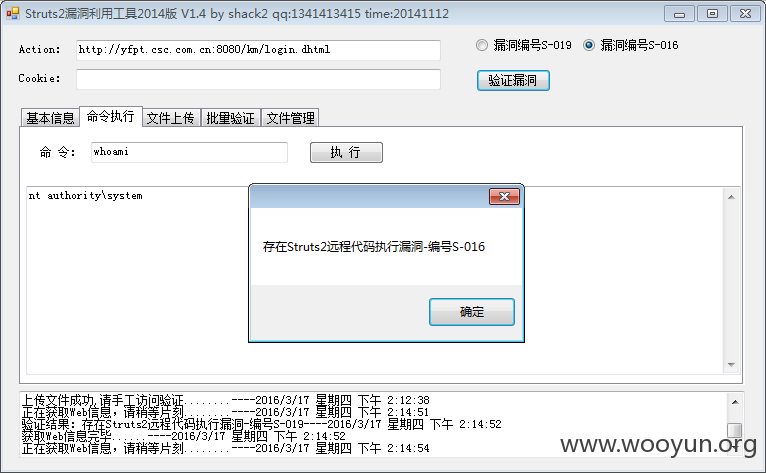 Struts2漏洞利用工具2014版 V1.4 by shack2 qq:1341413415 time:20141112
Action: http://yfpt.csc.com.cn:8080/km/login.dhtml 漏洞编号S-019 漏洞编号S-016
Cookie: 验证漏洞
基本信息 命令执行 文件上传 批量验证 文件管理
命 令: whoami 执 行
nt authority\system
存在Struts2远程代码执行漏洞-编号S-016
确定
上传文件成功,请手工访问验证........----2016/3/17 星期四 下午 2:12:38
正在获取Web信息，请稍等片刻........----2016/3/17 星期四 下午 2:14:51
验证结果: 存在Struts2远程代码执行漏洞-编号S-019----2016/3/17 星期四 下午 2:14:52
获取Web信息完毕......----2016/3/17 星期四 下午 2:14:52
正在获取Web信息，请稍等片刻........----2016/3/17 星期四 下午 2:14:54
www.wooyun.org